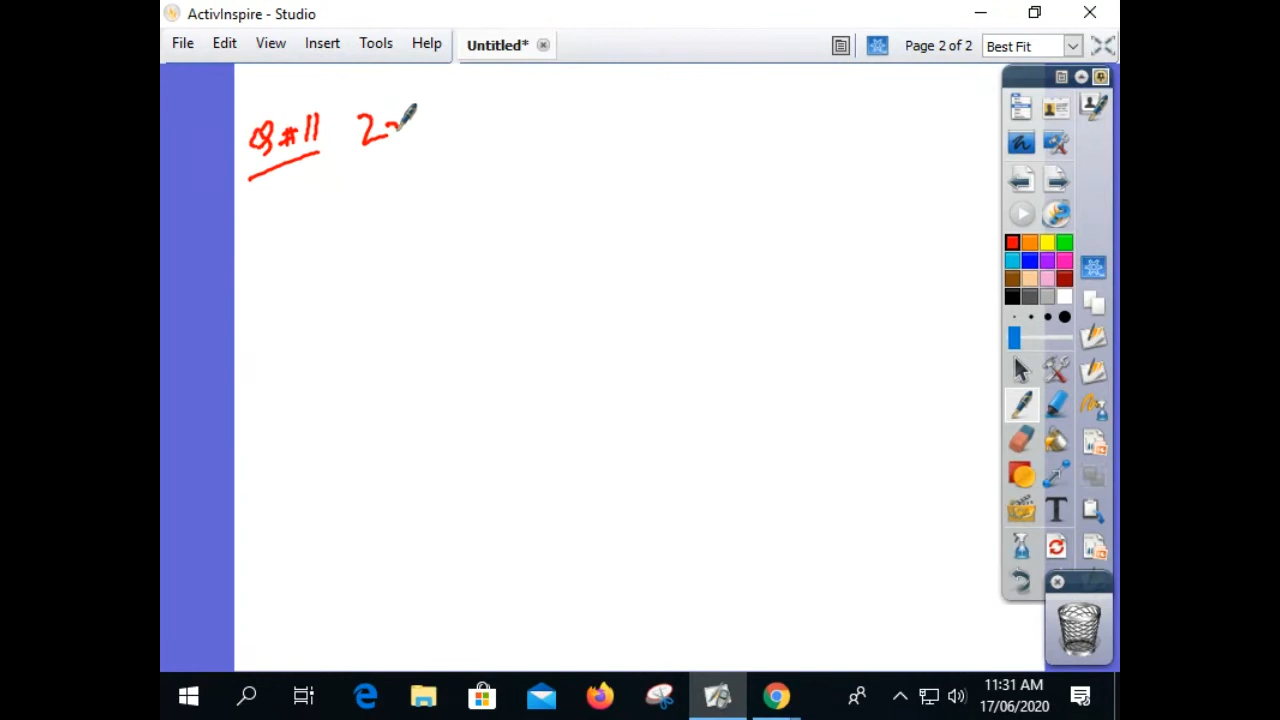 ActivInspire - Studio
File Edit View Insert Tools Help Untitled* Page 2 of 2 Best Fit
Q#11 2
T
11:31 AM
17/06/2020